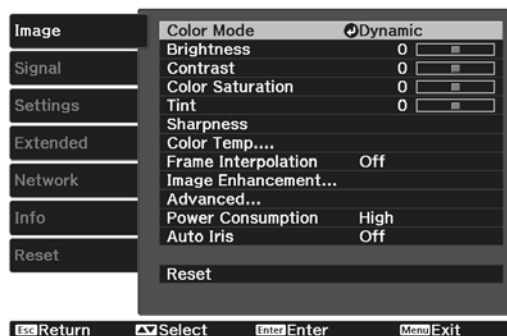 Image
Signal
Settings
Extended
Network
Info
Reset
Color Mode Dynamic
Brightness 0
Contrast 0
Color Saturation 0
Tint 0
Sharpness
Color Temp....
Frame Interpolation Off
Image Enhancement...
Advanced...
Power Consumption High
Auto Iris Off
Reset
Esc Return Select Enter Enter Menu Exit